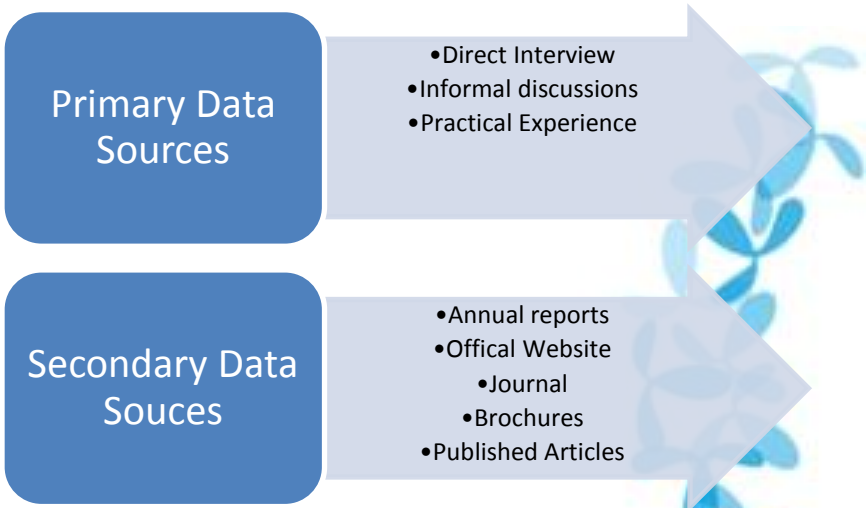 Primary Data
Sources
•Direct Interview
•Informal discussions
•Practical Experience
Secondary Data
Souces
•Annual reports
•Offical Website
•Journal
•Brochures
•Published Articles